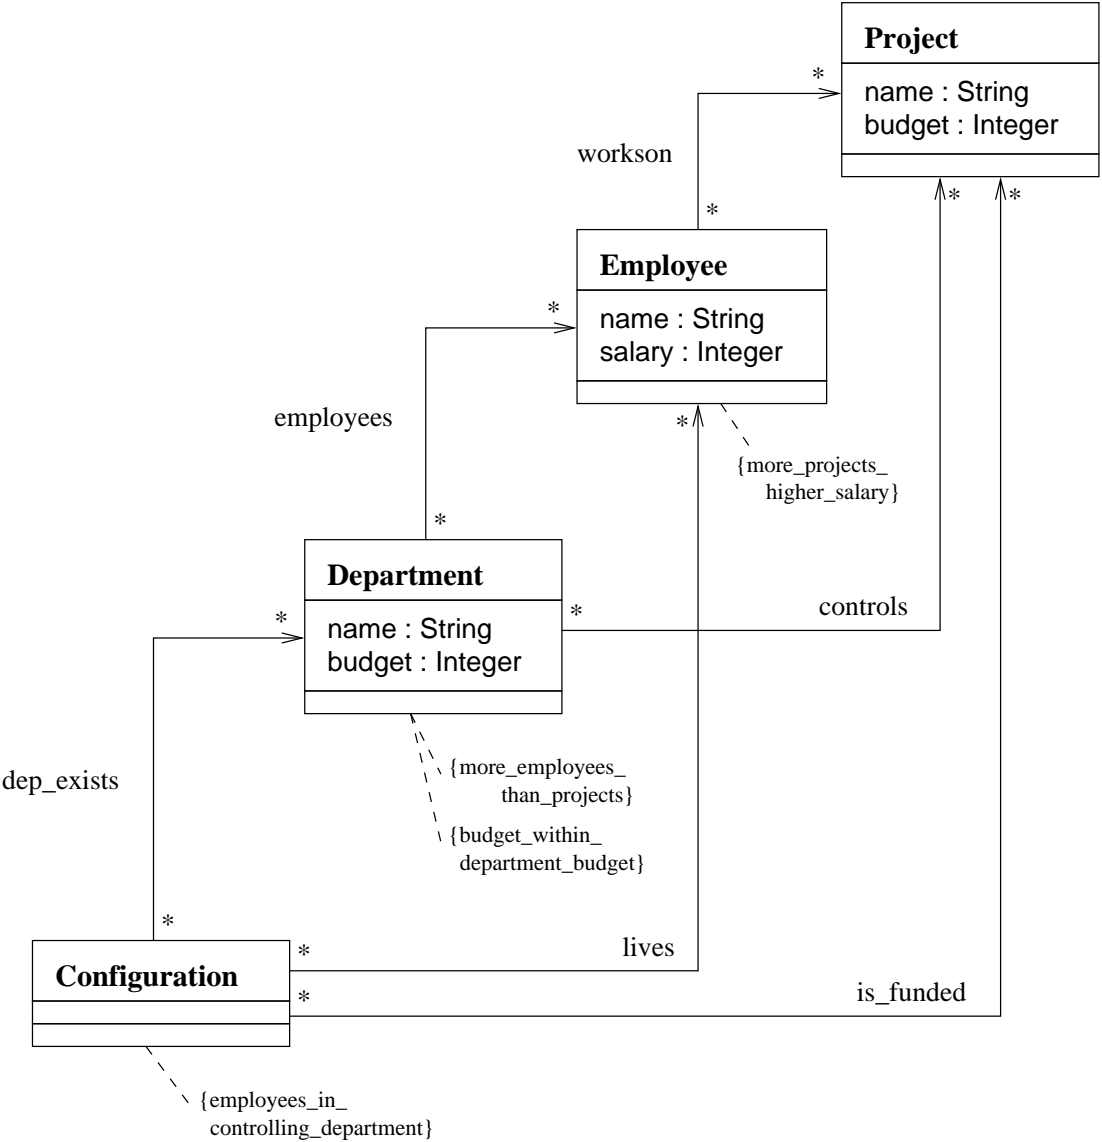 Project
name : String
budget : Integer
*
workson
*
*
*
Employee
name : String
salary : Integer
*
employees
*
{more_projects_
higher_salary}
*
Department
name : String
budget : Integer
*
controls
*
dep_exists
{more_employees_
than_projects}
{budget_within_
department_budget}
*
Configuration
*
lives
*
is_funded
{employees_in_
controlling_department}